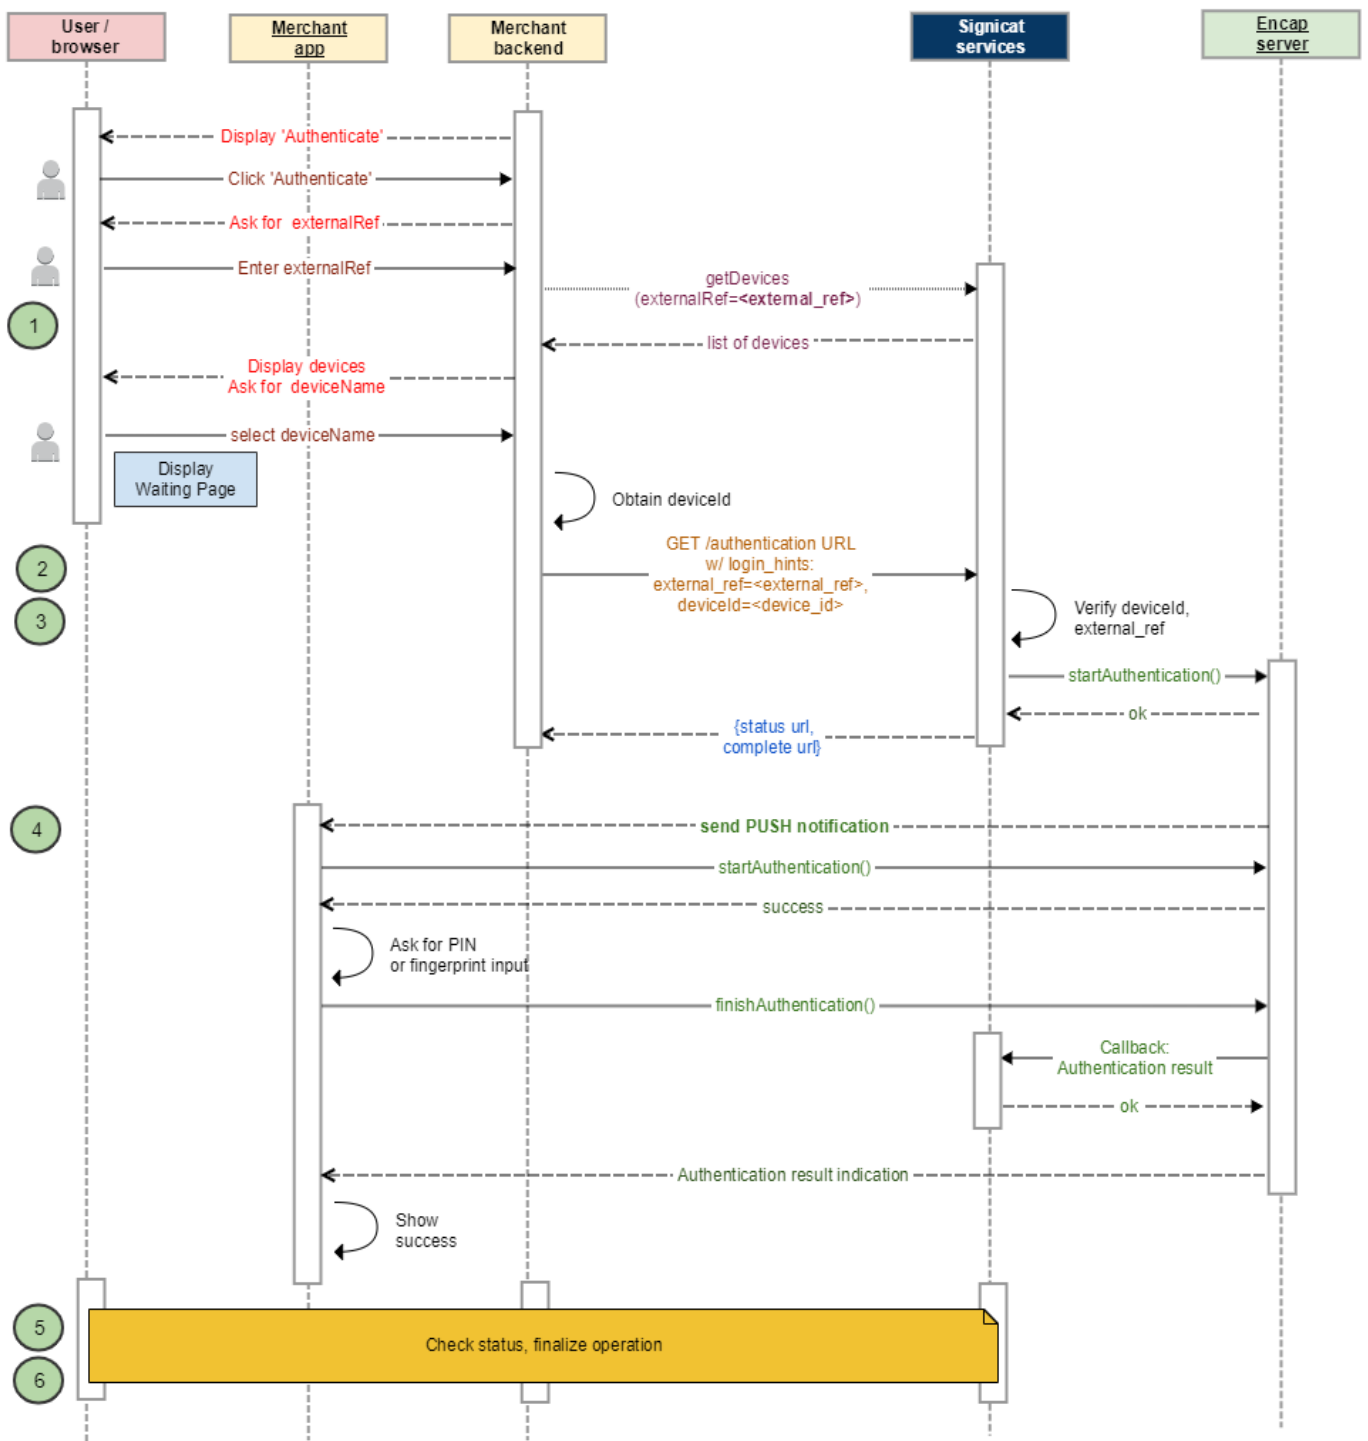 User /
browser
Merchant
app
Merchant
backend
Signicat
services
Encap
server
Display 'Authenticate'
Click 'Authenticate'
Ask for externalRef
Enter externalRef
getDevices
(externalRef=<external_ref>)
1
list of devices
Display devices
Ask for deviceName
select deviceName
Display
Waiting Page
Obtain deviceId
GET /authentication URL
w/ login_hints:
external_ref=<external_ref>,
deviceId=<device_id>
2
3
Verify deviceId,
external_ref
startAuthentication()
ok
{status url,
complete url}
4
send PUSH notification
startAuthentication()
success
Ask for PIN
or fingerprint input
finishAuthentication()
Callback:
Authentication result
ok
Authentication result indication
Show
success
5
Check status, finalize operation
6